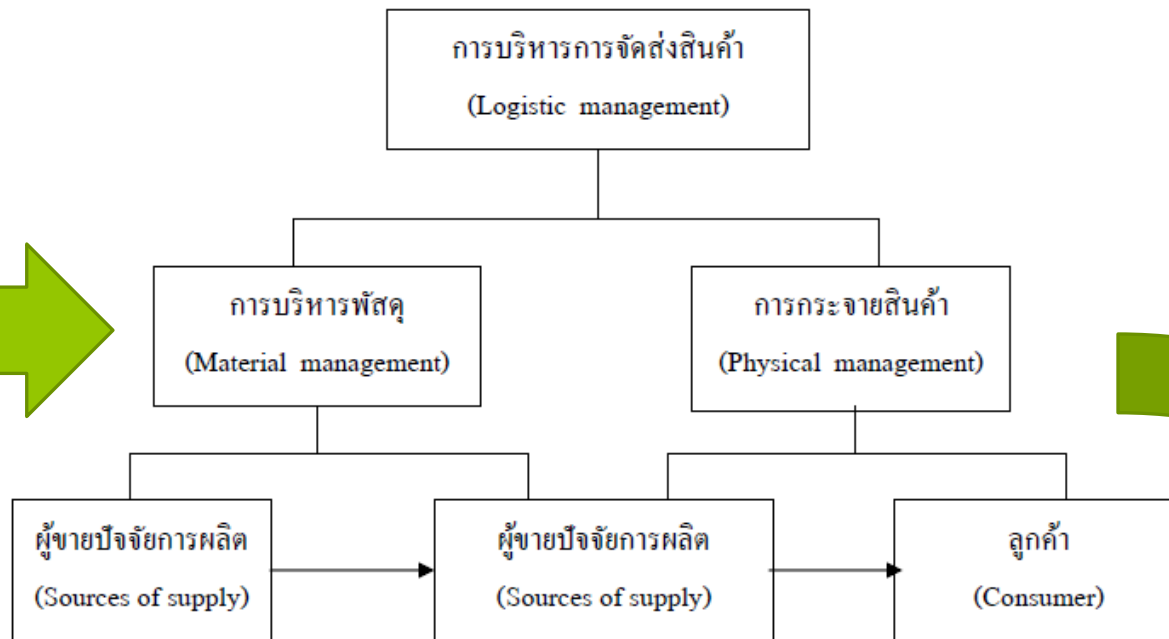 การบริหารการจัดส่งสินค้า
(Logistic management)
การบริหารพัสดุ
(Material management)
การกระจายสินค้า
(Physical management)
ผู้ขายปัจจัยการผลิต
(Sources of supply)
ผู้ขายปัจจัยการผลิต
(Sources of supply)
ลูกค้า
(Consumer)